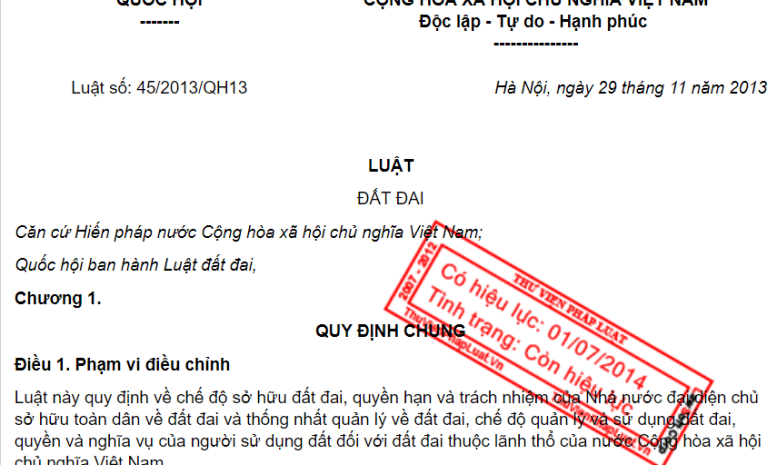 QUỐC HỘI
CỘNG HÒA XÃ HỘI CHỦ NGHĨA VIỆT NAM
-------
Độc lập - Tự do - Hạnh phúc
---------------
Luật số: 45/2013/QH13
Hà Nội, ngày 29 tháng 11 năm 2013
LUẬT
ĐẤT ĐAI
Căn cứ Hiến pháp nước Cộng hòa xã hội chủ nghĩa Việt Nam;
Quốc hội ban hành Luật đất đai,
Chương 1.
QUY ĐỊNH CHUNG
Điều 1. Phạm vi điều chỉnh
Luật này quy định về chế độ sở hữu đất đai, quyền hạn và trách nhiệm của Nhà nước đại diện chủ
sở hữu toàn dân về đất đai và thống nhất quản lý về đất đai, chế độ quản lý và sử dụng đất đai,
quyền và nghĩa vụ của người sử dụng đất đối với đất đai thuộc lãnh thổ của nước Cộng hòa xã hội
chủ nghĩa Việt Nam.
THƯ VIỆN PHÁP LUẬT
2007 - 2012
Có hiệu lực: 01/07/2014
Tình trạng: Còn hiệu lực
ThuVienPhapLuat.vn
ThuVienPhapLuat.vn